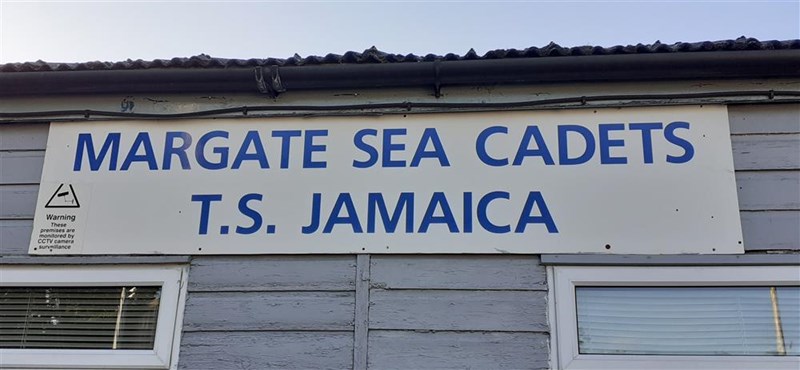 MARGATE SEA CADETS
T.S. JAMAICA
Warning
These
premises are
monitored by
CCTV camera
surveillance